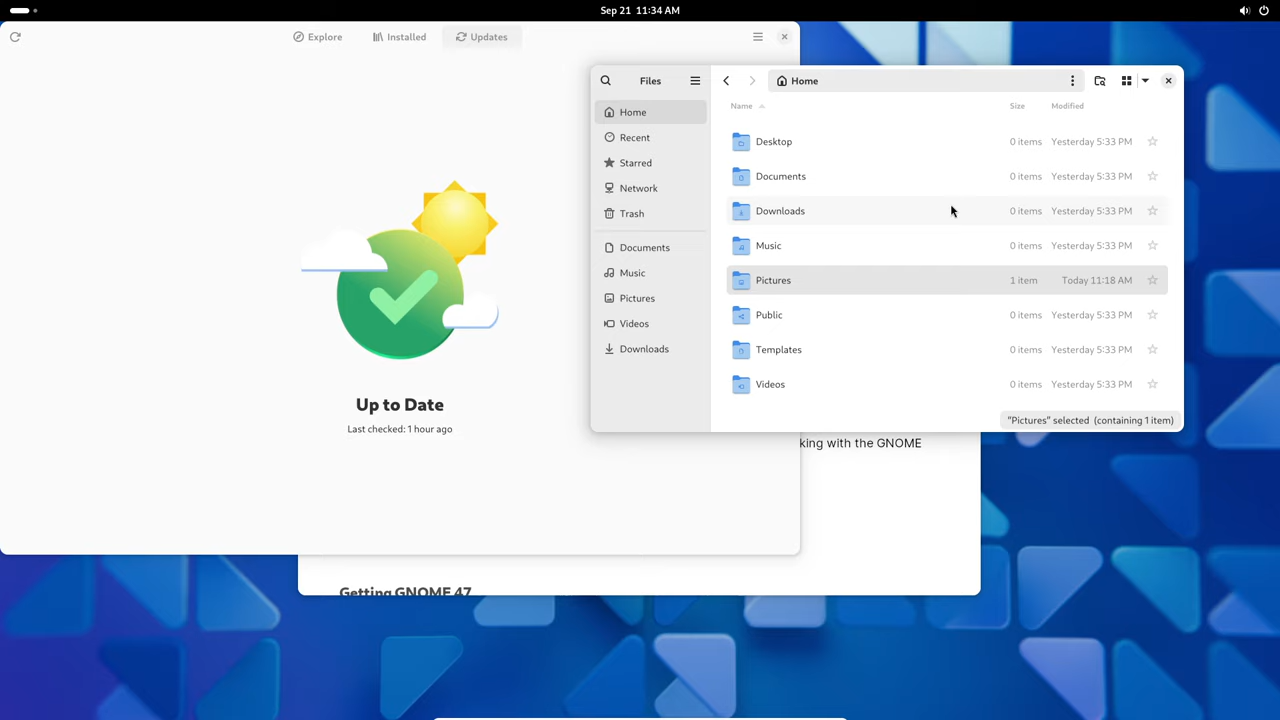 Sep 21 11:34 AM
Explore Installed Updates
Up to Date
Last checked: 1 hour ago
Files
Home
Recent
Starred
Network
Trash
Documents
Music
Pictures
Videos
Downloads
Home
Name Size Modified
Desktop 0 items Yesterday 5:33 PM
Documents 0 items Yesterday 5:33 PM
Downloads 0 items Yesterday 5:33 PM
Music 0 items Yesterday 5:33 PM
Pictures 1 item Today 11:18 AM
Public 0 items Yesterday 5:33 PM
Templates 0 items Yesterday 5:33 PM
Videos 0 items Yesterday 5:33 PM
"Pictures" selected (containing 1 item)
king with the GNOME
Getting GNOME 47